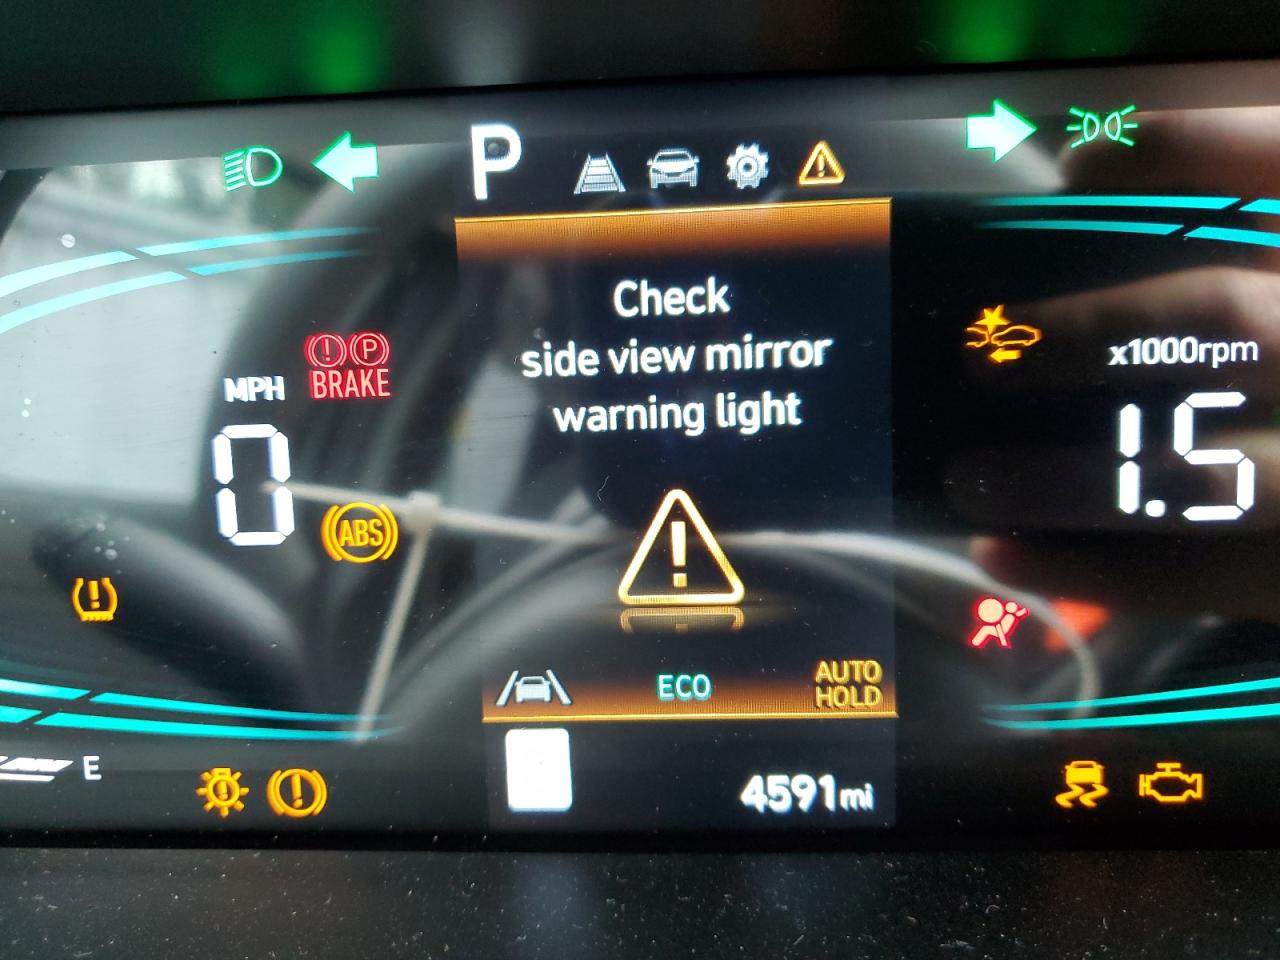 P
Check
side view mirror
warning light
P
BRAKE
MPH
0
ABS
x1000rpm
1.5
ECO
AUTO
HOLD
E
4591mi